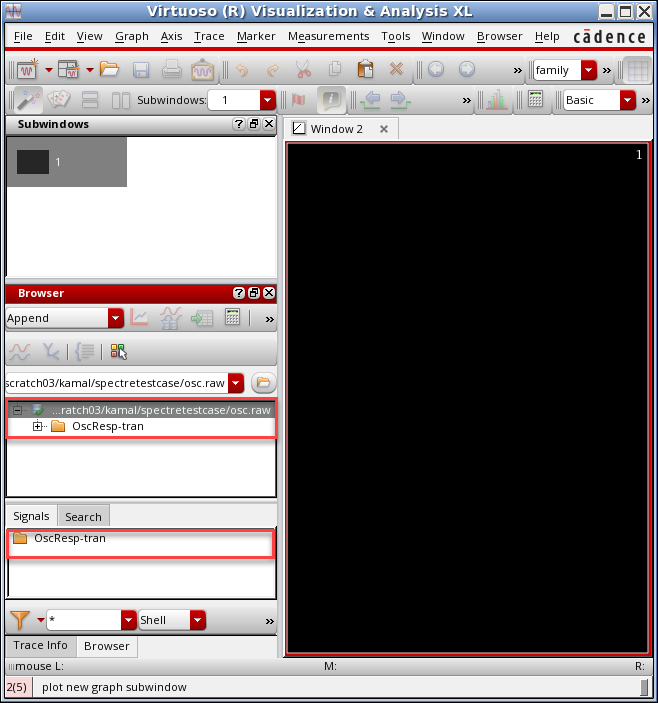 Virtuoso (R) Visualization & Analysis XL
File Edit View Graph Axis Trace Marker Measurements Tools Window Browser Help cādence
» family »
Subwindows: 1 » Basic »
Subwindows
1
Window 2
1
Browser
Append »
scratch03/kamal/spectretestcase/osc.raw
...ratch03/kamal/spectretestcase/osc.raw
OscResp-tran
Signals Search
OscResp-tran
* Shell »
Trace Info Browser
mouse L: M: R:
2(5) plot new graph subwindow